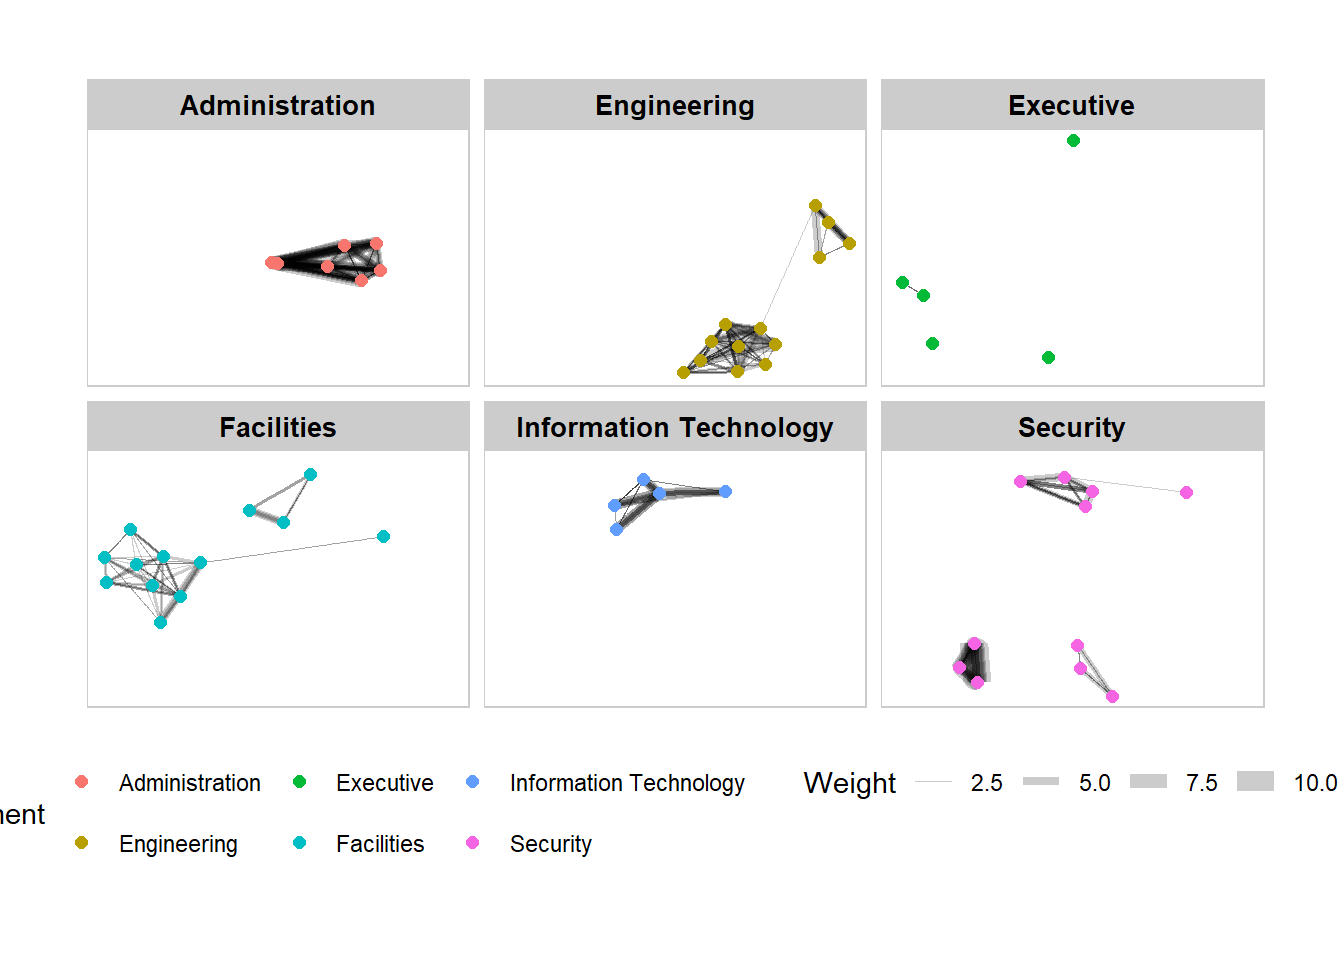 Administration
Engineering
Executive
Facilities
Information Technology
Security
Administration
Executive
Information Technology
Weight
2.5
5.0
7.5
10.0
Engineering
Facilities
Security